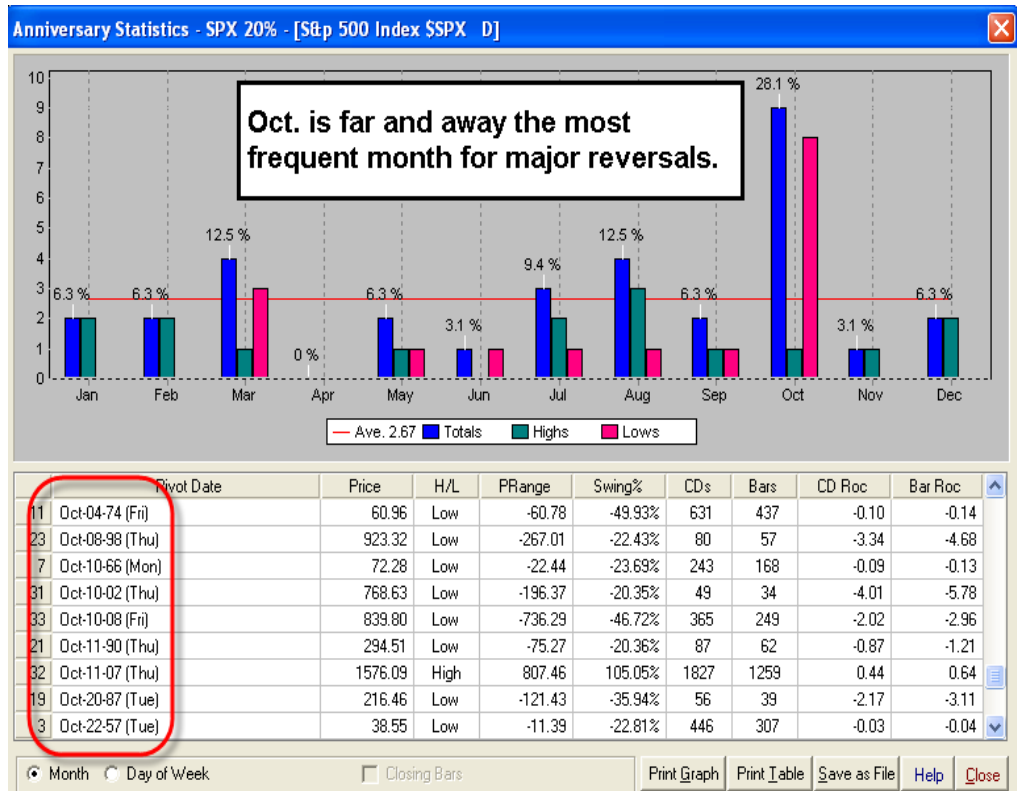 Anniversary Statistics - SPX 20% - [S&p 500 Index $SPX D]
Oct. is far and away the most
frequent month for major reversals.
10
9
8
7
6
5
4
3
2
1
0
6.3 %
6.3 %
12.5 %
0 %
6.3 %
3.1 %
9.4 %
12.5 %
6.3 %
28.1 %
3.1 %
6.3 %
Jan Feb Mar Apr May Jun Jul Aug Sep Oct Nov Dec
Ave. 2.67 Totals Highs Lows
Pivot Date Price H/L PRange Swing% CDs Bars CD Roc Bar Roc
11 Oct-04-74 (Fri) 60.96 Low -60.78 -49.93% 631 437 -0.10 -0.14
23 Oct-08-98 (Thu) 923.32 Low -267.01 -22.43% 80 57 -3.34 -4.68
7 Oct-10-66 (Mon) 72.28 Low -22.44 -23.69% 243 168 -0.09 -0.13
31 Oct-10-02 (Thu) 768.63 Low -196.37 -20.35% 49 34 -4.01 -5.78
33 Oct-10-08 (Fri) 839.80 Low -736.29 -46.72% 365 249 -2.02 -2.96
21 Oct-11-90 (Thu) 294.51 Low -75.27 -20.36% 87 62 -0.87 -1.21
32 Oct-11-07 (Thu) 1576.09 High 807.46 105.05% 1827 1259 0.44 0.64
19 Oct-20-87 (Tue) 216.46 Low -121.43 -35.94% 56 39 -2.17 -3.11
3 Oct-22-57 (Tue) 38.55 Low -11.39 -22.81% 446 307 -0.03 -0.04
Month Day of Week Closing Bars Print Graph Print Table Save as File Help Close